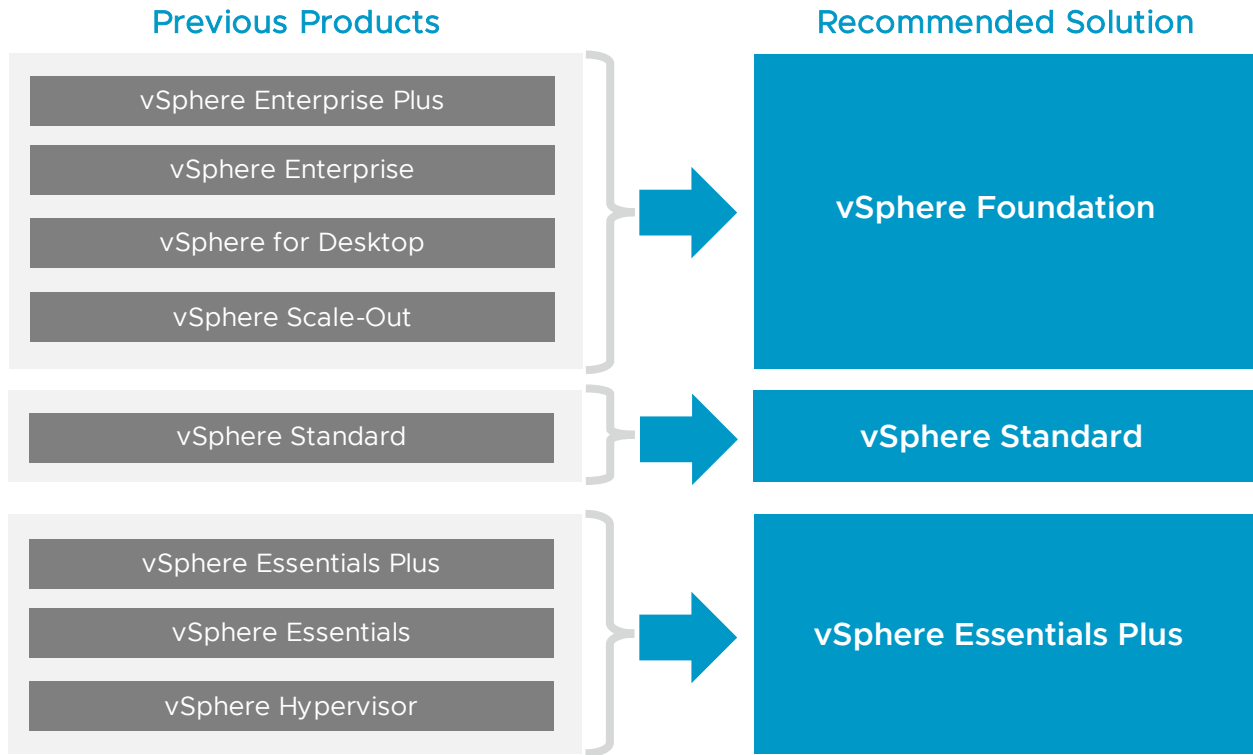 Previous Products
Recommended Solution
vSphere Enterprise Plus
vSphere Enterprise
vSphere for Desktop
vSphere Scale-Out
vSphere Foundation
vSphere Standard
vSphere Standard
vSphere Essentials Plus
vSphere Essentials
vSphere Hypervisor
vSphere Essentials Plus